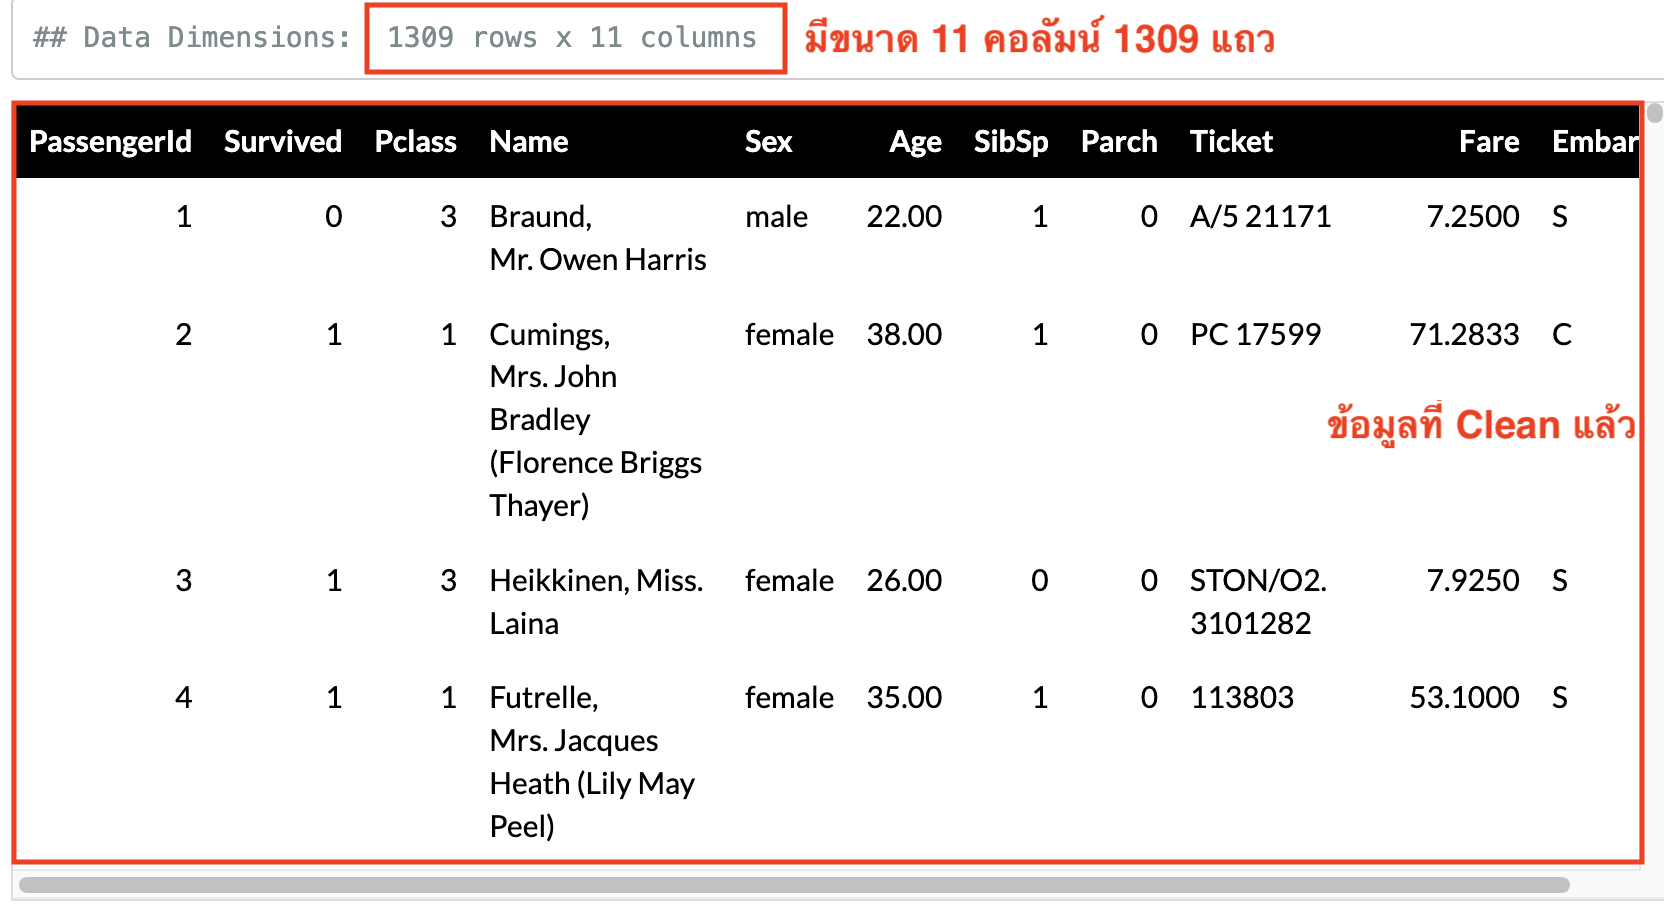 ## Data Dimensions: 1309 rows x 11 columns มีขนาด 11 คอลัมน์ 1309 แถว
PassengerId Survived Pclass Name Sex Age SibSp Parch Ticket Fare Embar
1 0 3 Braund, male 22.00 1 0 A/5 21171 7.2500 S
Mr. Owen Harris
2 1 1 Cumings, female 38.00 1 0 PC 17599 71.2833 C
Mrs. John
Bradley
ข้อมูลที่ Clean แล้ว
(Florence Briggs
Thayer)
3 1 3 Heikkinen, Miss. female 26.00 0 0 STON/O2. 7.9250 S
Laina 3101282
4 1 1 Futrelle, female 35.00 1 0 113803 53.1000 S
Mrs. Jacques
Heath (Lily May
Peel)